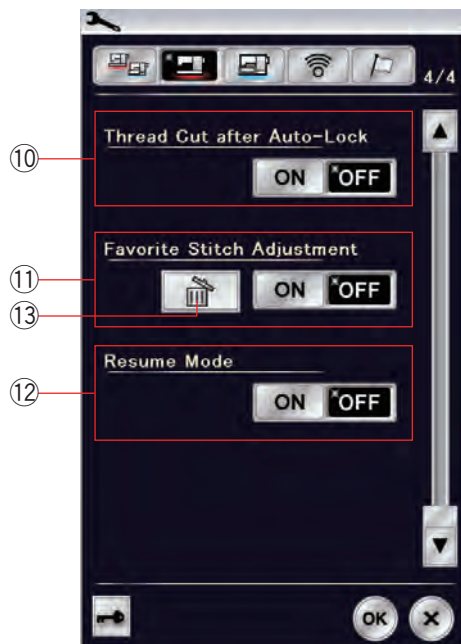 4/4
Thread Cut after Auto-Lock
⑩
ON OFF
Favorite Stitch Adjustment
⑪
ON OFF
⑬
Resume Mode
⑫
ON OFF
OK X